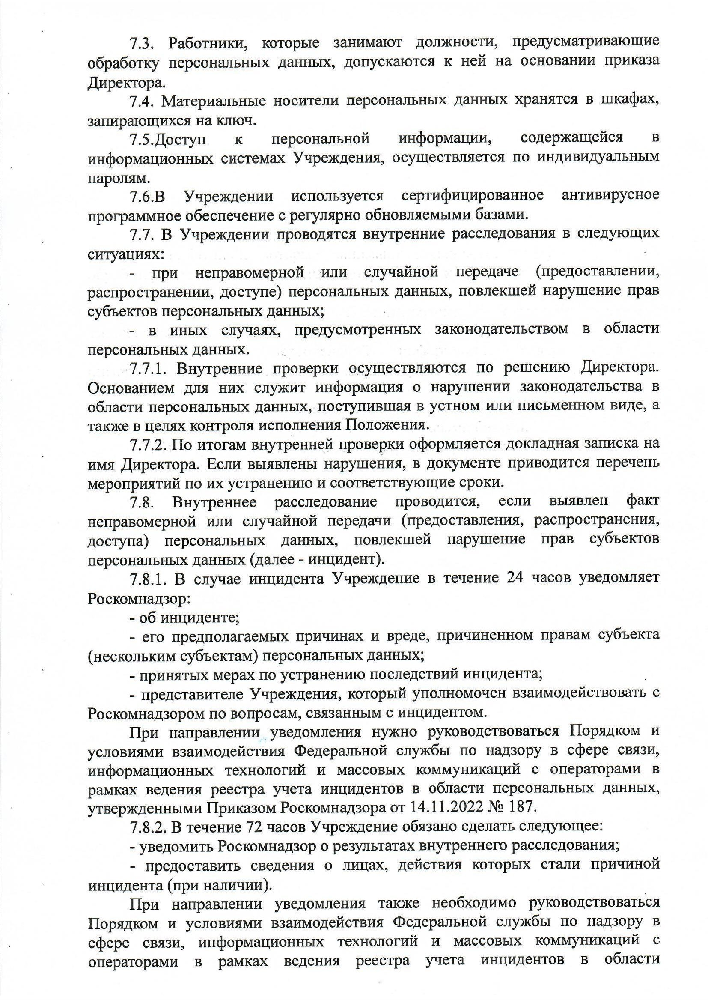 7.3. Работники, которые занимают должности, предусматривающие
обработку персональных данных, допускаются к ней на основании приказа
Директора.
7.4. Материальные носители персональных данных хранятся в шкафах,
запирающихся на ключ.
7.5.Доступ к персональной информации, содержащейся в
информационных системах Учреждения, осуществляется по индивидуальным
паролям.
7.6.В Учреждении используется сертифицированное антивирусное
программное обеспечение с регулярно обновляемыми базами.
7.7. В Учреждении проводятся внутренние расследования в следующих
ситуациях:
- при неправомерной или случайной передаче (предоставлении,
распространении, доступе) персональных данных, повлекшей нарушение прав
субъектов персональных данных;
- в иных случаях, предусмотренных законодательством в области
персональных данных.
7.7.1. Внутренние проверки осуществляются по решению Директора.
Основанием для них служит информация о нарушении законодательства в
области персональных данных, поступившая в устном или письменном виде, а
также в целях контроля исполнения Положения.
7.7.2. По итогам внутренней проверки оформляется докладная записка на
имя Директора. Если выявлены нарушения, в документе приводится перечень
мероприятий по их устранению и соответствующие сроки.
7.8. Внутреннее расследование проводится, если выявлен факт
неправомерной или случайной передачи (предоставления, распространения,
доступа) персональных данных, повлекшей нарушение прав субъектов
персональных данных (далее - инцидент).
7.8.1. В случае инцидента Учреждение в течение 24 часов уведомляет
Роскомнадзор:
- об инциденте;
- его предполагаемых причинах и вреде, причиненном правам субъекта
(нескольким субъектам) персональных данных;
- принятых мерах по устранению последствий инцидента;
- представителе Учреждения, который уполномочен взаимодействовать с
Роскомнадзором по вопросам, связанным с инцидентом.
При направлении уведомления нужно руководствоваться Порядком и
условиями взаимодействия Федеральной службы по надзору в сфере связи,
информационных технологий и массовых коммуникаций с операторами в
рамках ведения реестра учета инцидентов в области персональных данных,
утвержденными Приказом Роскомнадзора от 14.11.2022 № 187.
7.8.2. В течение 72 часов Учреждение обязано сделать следующее:
- уведомить Роскомнадзор о результатах внутреннего расследования;
- предоставить сведения о лицах, действия которых стали причиной
инцидента (при наличии).
При направлении уведомления также необходимо руководствоваться
Порядком и условиями взаимодействия Федеральной службы по надзору в
сфере связи, информационных технологий и массовых коммуникаций с
операторами в рамках ведения реестра учета инцидентов в области